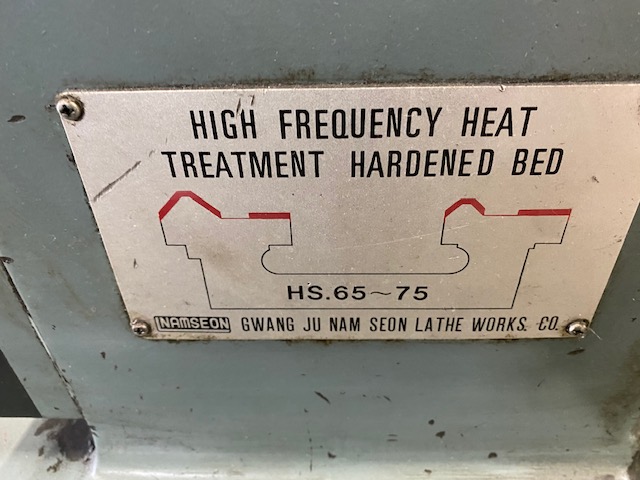 HIGH FREQUENCY HEAT
TREATMENT HARDENED BED
HS.65~75
NAMSEON GWANG JU NAM SEON LATHE WORKS. CO.